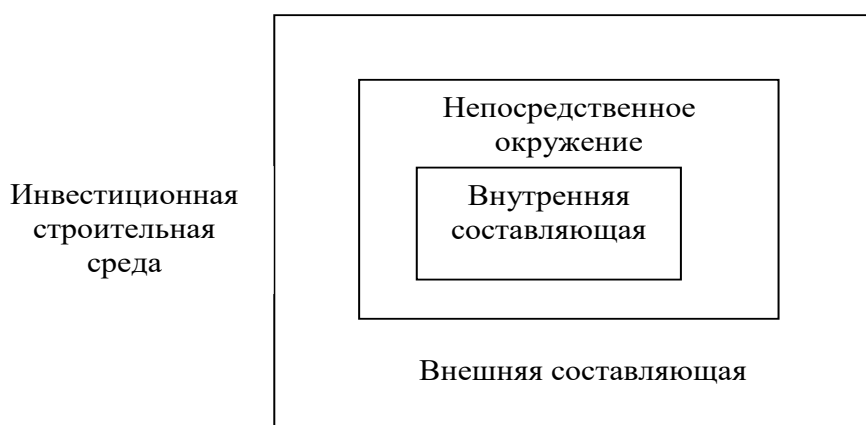 Непосредственное
окружение
Внутренняя
составляющая
Инвестиционная
строительная
среда
Внешняя составляющая